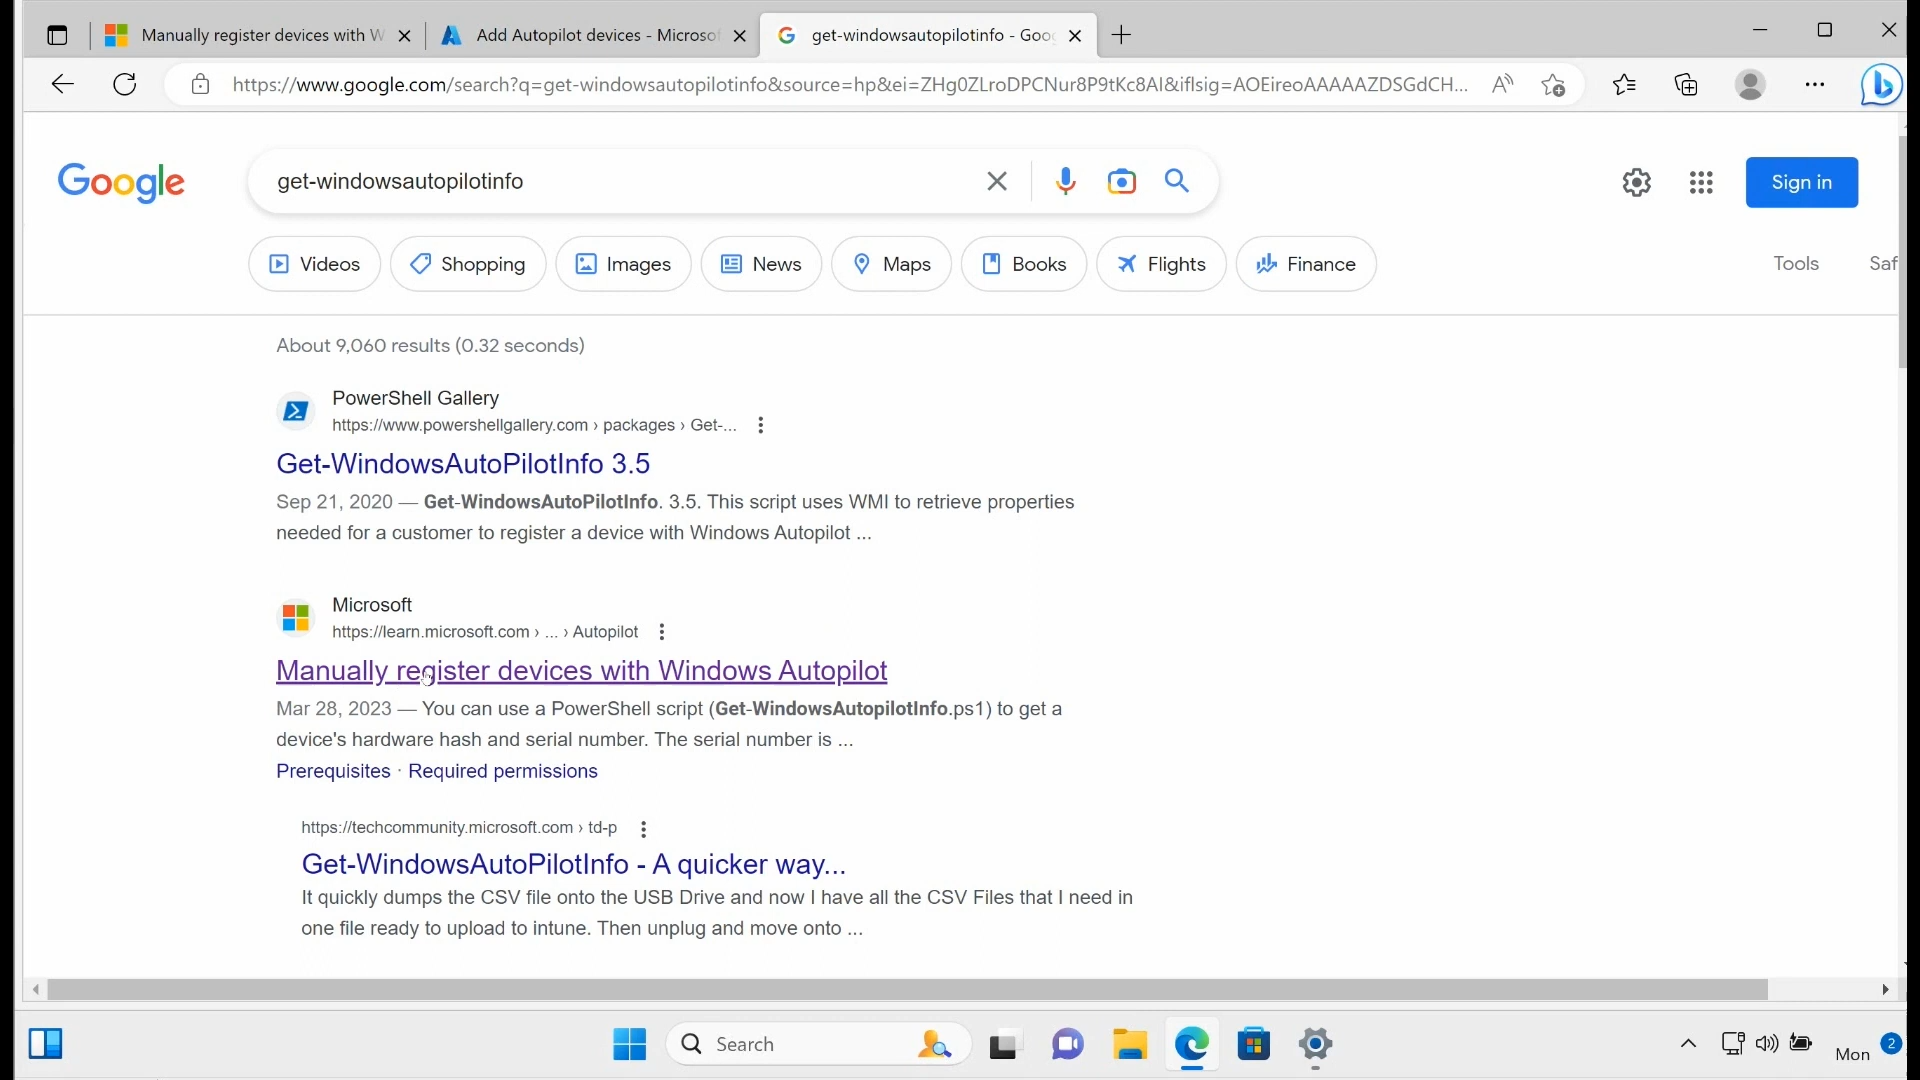 Manually register devices with W
Add Autopilot devices - Microsof
get-windowsautopilotinfo - Goo
https://www.google.com/search?q=get-windowsautopilotinfo&source=hp&ei=ZHg0ZLroDPCNur8P9tKc8AI&iflsig=AOEireoAAAAAZDSGdCH...
Google
get-windowsautopilotinfo
Sign in
Videos
Shopping
Images
News
Maps
Books
Flights
Finance
Tools
Saf
About 9,060 results (0.32 seconds)
PowerShell Gallery
https://www.powershellgallery.com › packages › Get-...
Get-WindowsAutoPilotInfo 3.5
Sep 21, 2020 — Get-WindowsAutoPilotInfo. 3.5. This script uses WMI to retrieve properties
needed for a customer to register a device with Windows Autopilot ...
Microsoft
https://learn.microsoft.com › ... › Autopilot
Manually register devices with Windows Autopilot
Mar 28, 2023 — You can use a PowerShell script (Get-WindowsAutopilotInfo.ps1) to get a
device's hardware hash and serial number. The serial number is ...
Prerequisites · Required permissions
https://techcommunity.microsoft.com › td-p
Get-WindowsAutoPilotInfo - A quicker way...
It quickly dumps the CSV file onto the USB Drive and now I have all the CSV Files that I need in
one file ready to upload to intune. Then unplug and move onto ...
Search
Mon
2